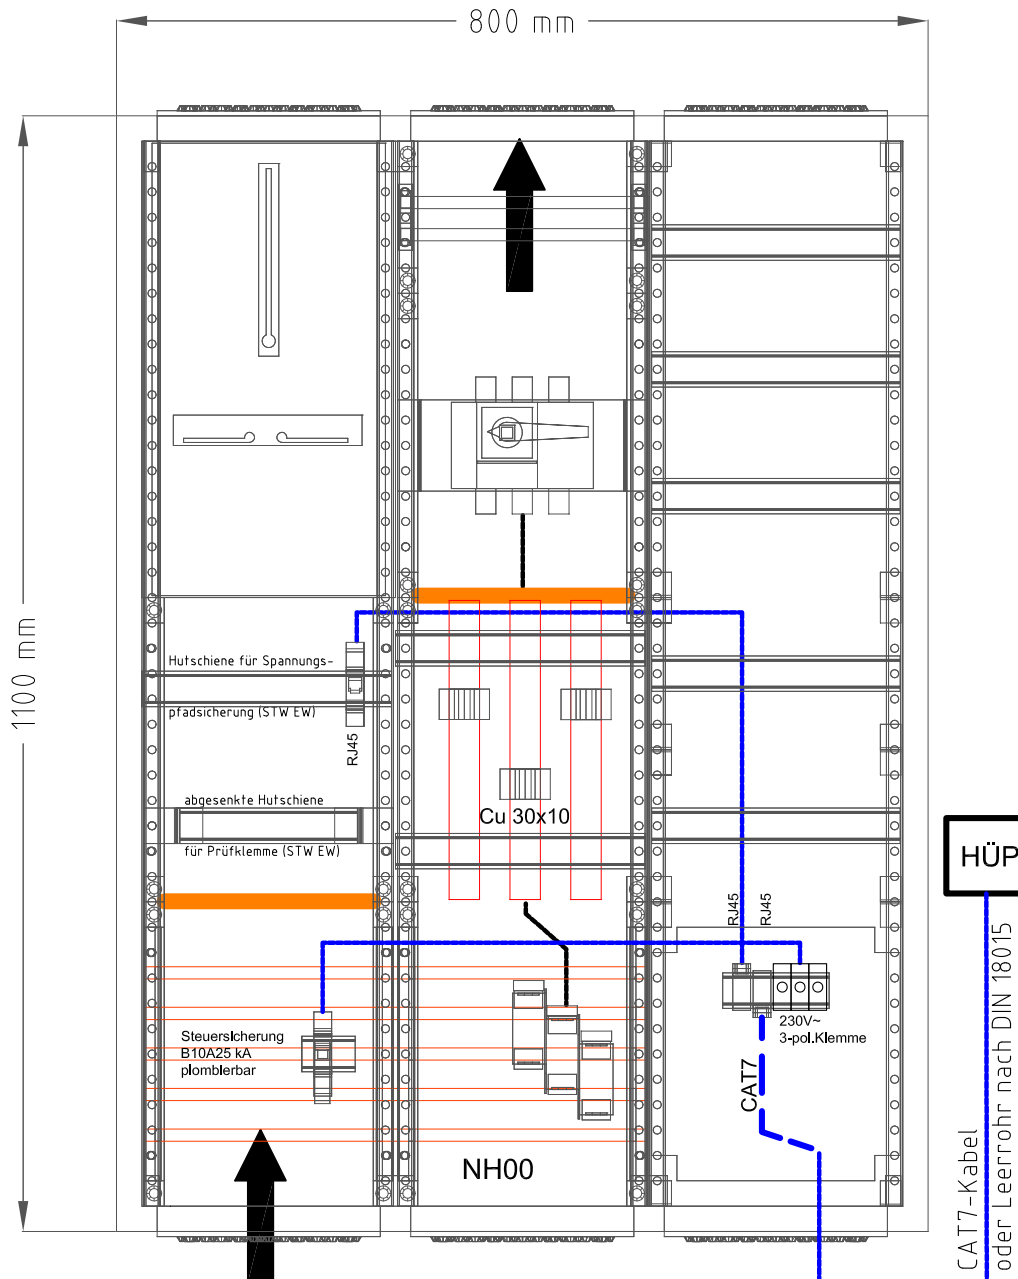 800 mm
1100 mm
Hutschiene für Spannungs-
pfadsicherung (STW EW)
RJ45
abgesenkte Hutschiene
für Prüfklemme (STW EW)
Cu 30x10
HÜP
RJ45
RJ45
Steuersicherung
B10A25 kA
plombierbar
230V~
3-pol.Klemme
CAT7
NH00
CAT7-Kabel
oder Leerrohr nach DIN 18015